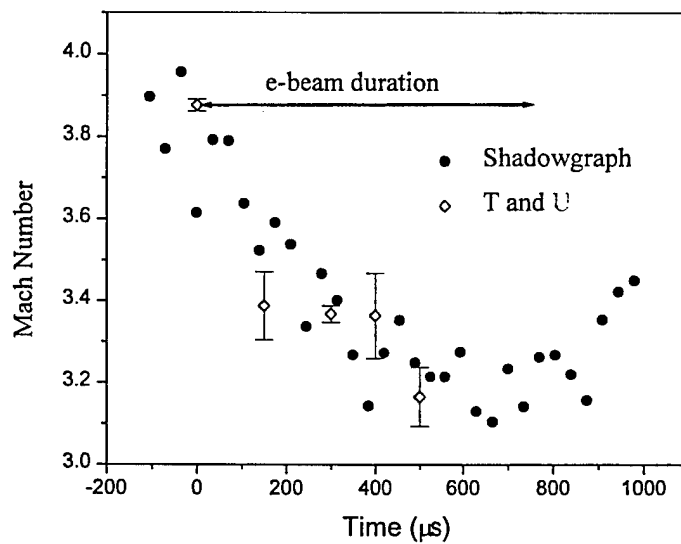 4.0
3.8
3.6
3.4
3.2
3.0
Mach Number
e-beam duration
Shadowgraph
T and U
-200 0 200 400 600 800 1000
Time (μs)